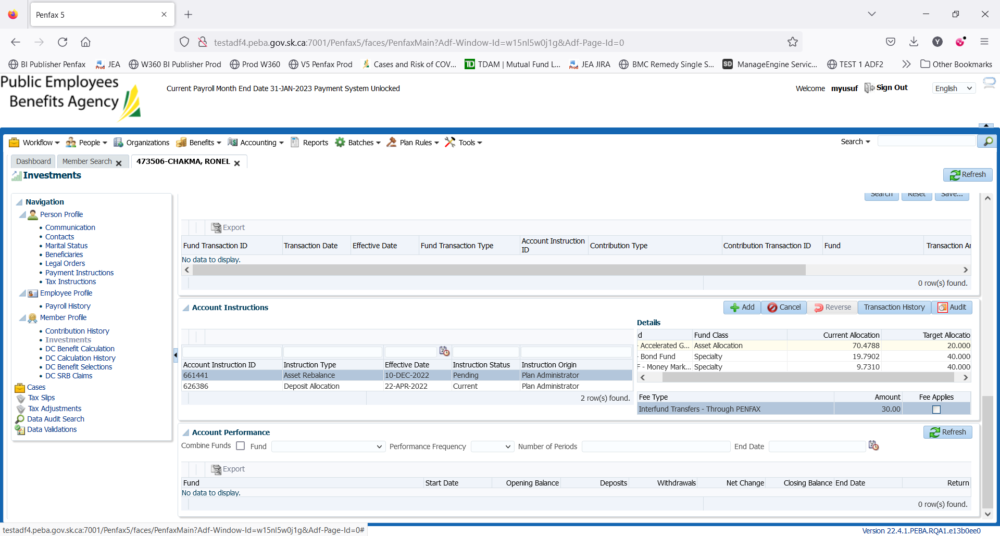 Penfax 5
testadf4.peba.gov.sk.ca:7001/Penfax5/faces/PenfaxMain?Adf-Window-Id=w15nl5w0j1g&Adf-Page-Id=0
Y
BI Publisher Penfax JEA W360 BI Publisher Prod Prod W360 V5 Penfax Prod Cases and Risk of COV... TDAM | Mutual Fund L... JEA JIRA BMC Remedy Single S... SD ManageEngine Servic... TEST 1 ADF2 Other Bookmarks
Public Employees
Benefits Agency
Current Payroll Month End Date 31-JAN-2023 Payment System Unlocked
Welcome myusuf Sign Out English
Workflow People Organizations Benefits Accounting Reports Batches Plan Rules Tools Search
Dashboard Member Search 473506-CHAKMA, RONEL
Investments Refresh
Navigation
Person Profile
Communication
Contacts
Marital Status
Beneficiaries
Legal Orders
Payment Instructions
Tax Instructions
Employee Profile
Payroll History
Member Profile
Contribution History
Investments
DC Benefit Calculation
DC Calculation History
DC Benefit Selections
DC SRB Claims
Cases
Tax Slips
Tax Adjustments
Data Audit Search
Data Validations
Search Reset Save...
Export
Fund Transaction ID Transaction Date Effective Date Fund Transaction Type Account Instruction ID Contribution Type Contribution Transaction ID Fund Transaction Ar
No data to display.
0 row(s) found.
Account Instructions Add Cancel Reverse Transaction History Audit
Account Instruction ID Instruction Type Effective Date Instruction Status Instruction Origin
661441 Asset Rebalance 10-DEC-2022 Pending Plan Administrator
626386 Deposit Allocation 22-APR-2022 Current Plan Administrator
2 row(s) found.
Details
d Fund Class Current Allocation Target Allocatio
- Accelerated G... Asset Allocation 70.4788 20.000
- Bond Fund Specialty 19.7902 40.000
F - Money Mark... Specialty 9.7310 40.000
Fee Type Amount Fee Applies
Interfund Transfers - Through PENFAX 30.00
Account Performance Refresh
Combine Funds Fund Performance Frequency Number of Periods End Date
Export
Fund Start Date Opening Balance Deposits Withdrawals Net Change Closing Balance End Date Return
No data to display.
0 row(s) found.
testadf4.peba.gov.sk.ca:7001/Penfax5/faces/PenfaxMain?Adf-Window-Id=w15nl5w0j1g&Adf-Page-Id=0#
Version 22.4.1.PEBA.RQA1.e13b0ee0